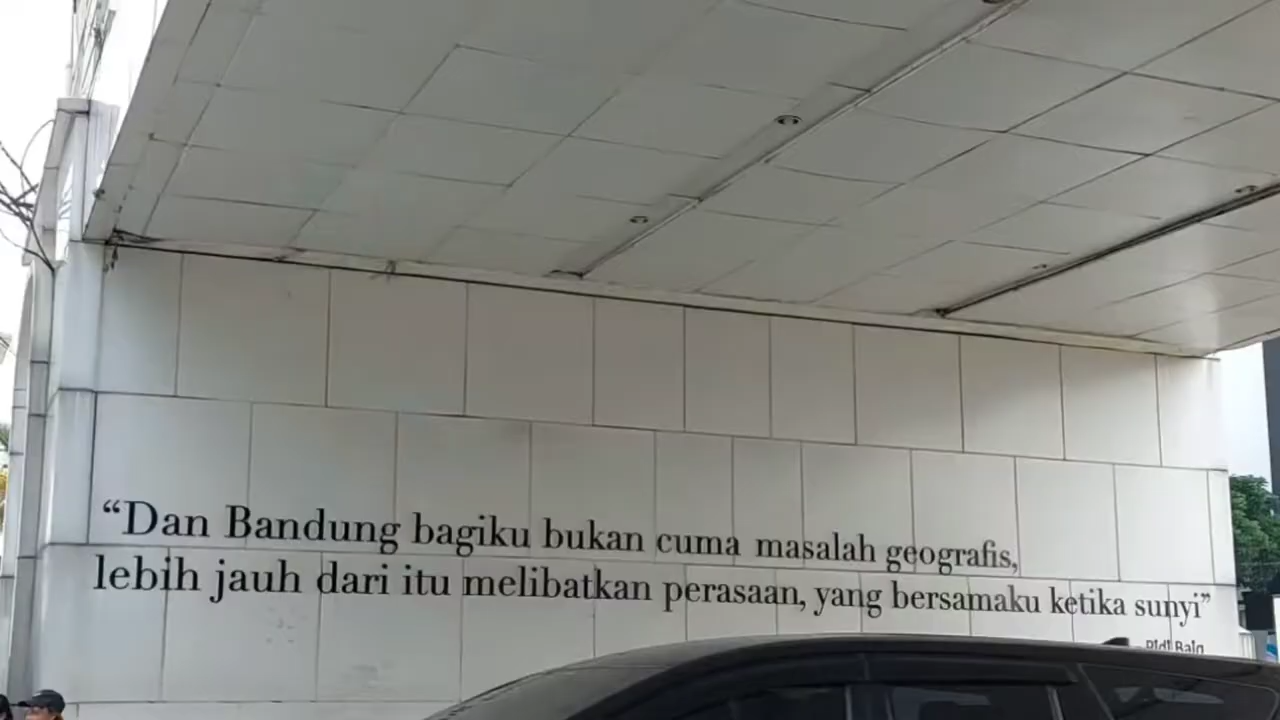 “Dan Bandung bagiku bukan cuma masalah geografis,
lebih jauh dari itu melibatkan perasaan, yang bersamaku ketika sunyi”